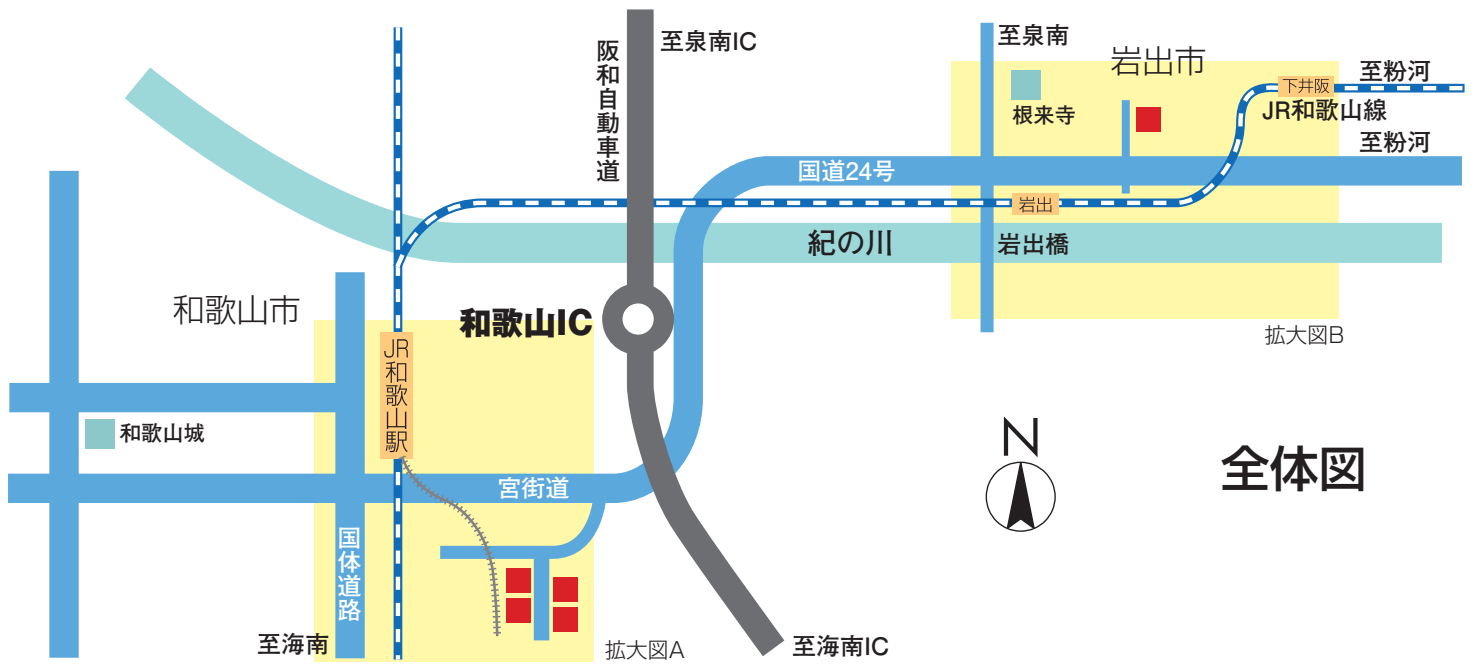 至泉南IC
阪和自動車道
至泉南
岩出市
至粉河
下井阪
JR和歌山線
根来寺
至粉河
国道24号
岩出
紀の川
岩出橋
和歌山市
和歌山IC
拡大図B
JR和歌山駅
和歌山城
N
全体図
宮街道
国体道路
至海南
拡大図A
至海南IC